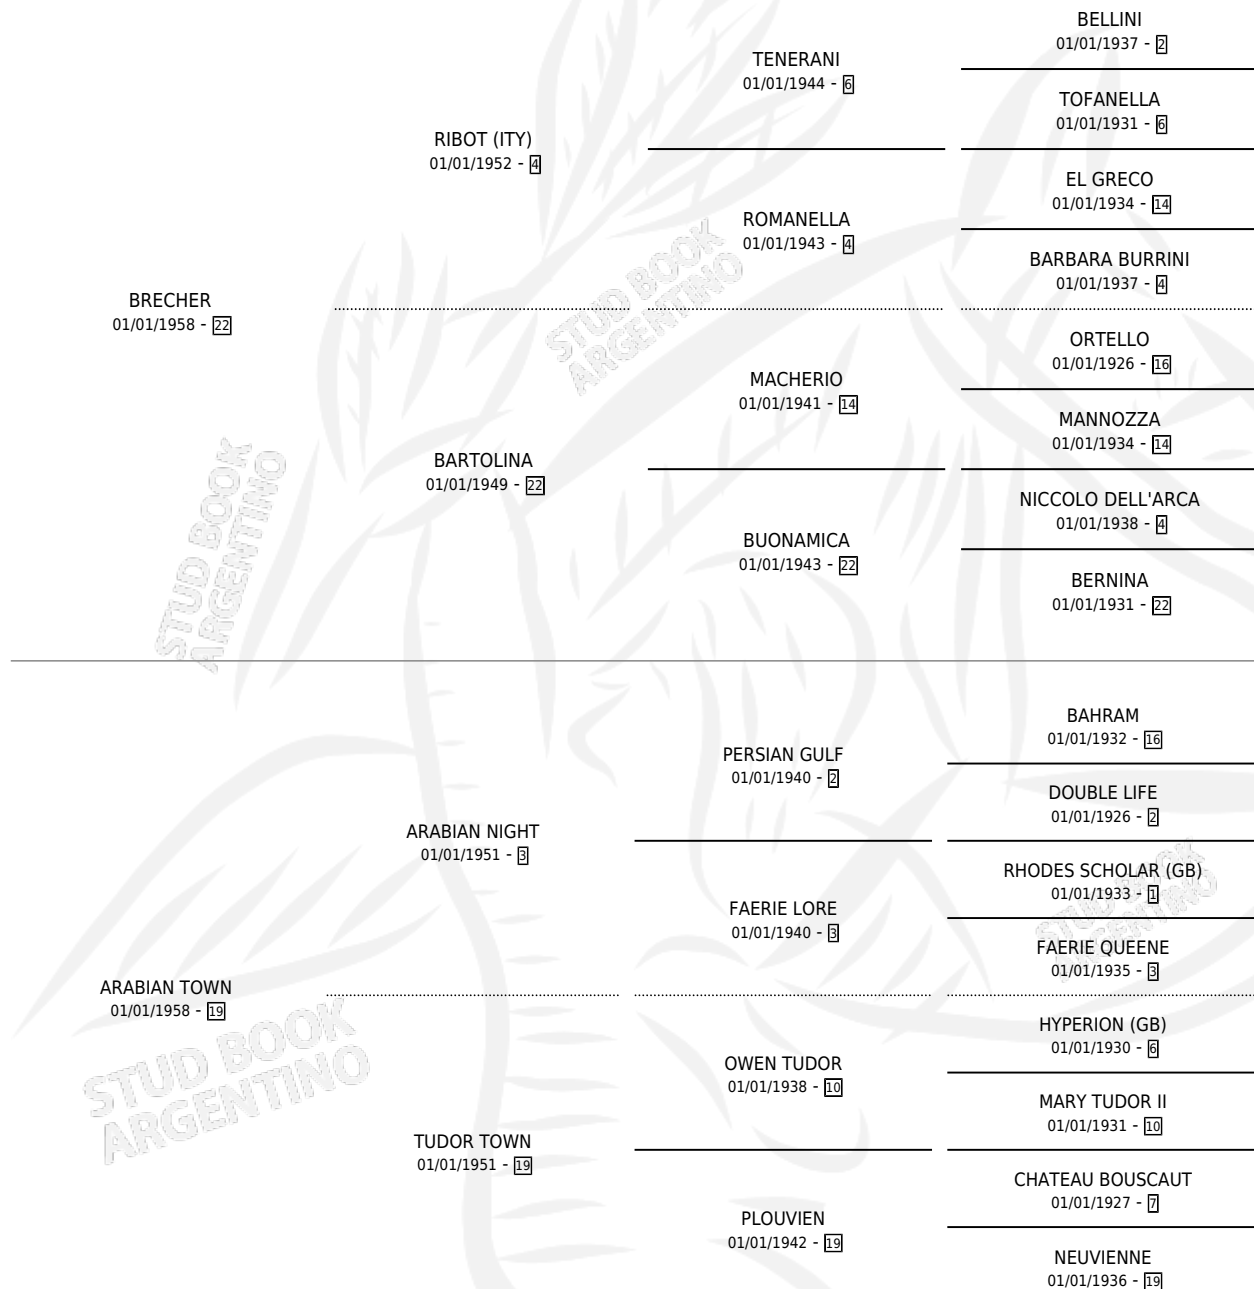 BRECHER
01/01/1958 - 22
RIBOT (ITY)
01/01/1952 - 4
TENERANI
01/01/1944 - 6
BELLINI
01/01/1937 - 2
TOFANELLA
01/01/1931 - 6
ROMANELLA
01/01/1943 - 4
EL GRECO
01/01/1934 - 14
BARBARA BURRINI
01/01/1937 - 4
BARTOLINA
01/01/1949 - 22
MACHERIO
01/01/1941 - 14
ORTELLO
01/01/1926 - 16
MANNOZZA
01/01/1934 - 14
BUONAMICA
01/01/1943 - 22
NICCOLO DELL'ARCA
01/01/1938 - 4
BERNINA
01/01/1931 - 22
ARABIAN TOWN
01/01/1958 - 19
ARABIAN NIGHT
01/01/1951 - 3
PERSIAN GULF
01/01/1940 - 2
BAHRAM
01/01/1932 - 16
DOUBLE LIFE
01/01/1926 - 2
FAERIE LORE
01/01/1940 - 3
RHODES SCHOLAR (GB)
01/01/1933 - 1
FAERIE QUEENE
01/01/1935 - 3
TUDOR TOWN
01/01/1951 - 19
OWEN TUDOR
01/01/1938 - 10
HYPERION (GB)
01/01/1930 - 6
MARY TUDOR II
01/01/1931 - 10
PLOUVIEN
01/01/1942 - 19
CHATEAU BOUSCAUT
01/01/1927 - 7
NEUVIENNE
01/01/1936 - 19
STUD BOOK
ARGENTINO
STUD BOOK
ARGENTINO
STUD BOOK
ARGENTINO
STUD BOOK
ARGENTINO